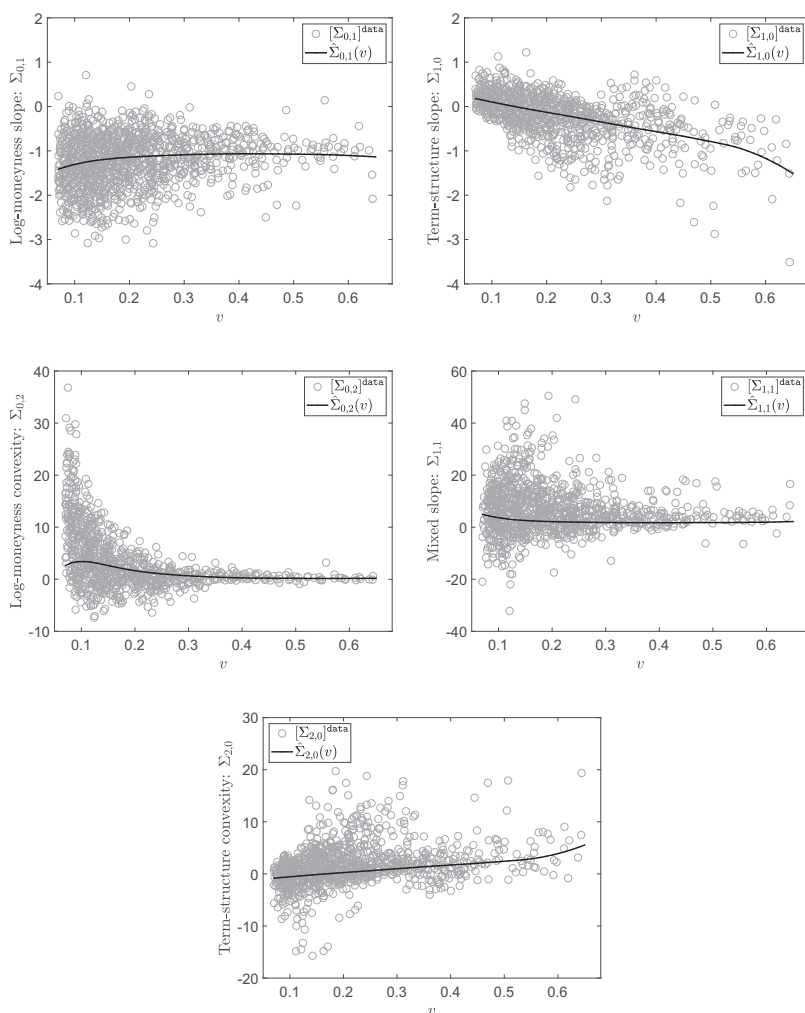 2
[Σ0,1]data
Σ̂0,1(v)
1
0
-1
-2
-3
-4
Log-moneyness slope: Σ0,1
0.1 0.2 0.3 0.4 0.5 0.6
v
2
[Σ1,0]data
Σ̂1,0(v)
1
0
-1
-2
-3
-4
Term-structure slope: Σ1,0
0.1 0.2 0.3 0.4 0.5 0.6
v
40
[Σ0,2]data
Σ̂0,2(v)
30
20
10
0
-10
Log-moneyness convexity: Σ0,2
0.1 0.2 0.3 0.4 0.5 0.6
v
60
[Σ1,1]data
Σ̂1,1(v)
40
20
0
-20
-40
Mixed slope: Σ1,1
0.1 0.2 0.3 0.4 0.5 0.6
v
30
[Σ2,0]data
Σ̂2,0(v)
20
10
0
-10
-20
Term-structure convexity: Σ2,0
0.1 0.2 0.3 0.4 0.5 0.6
v